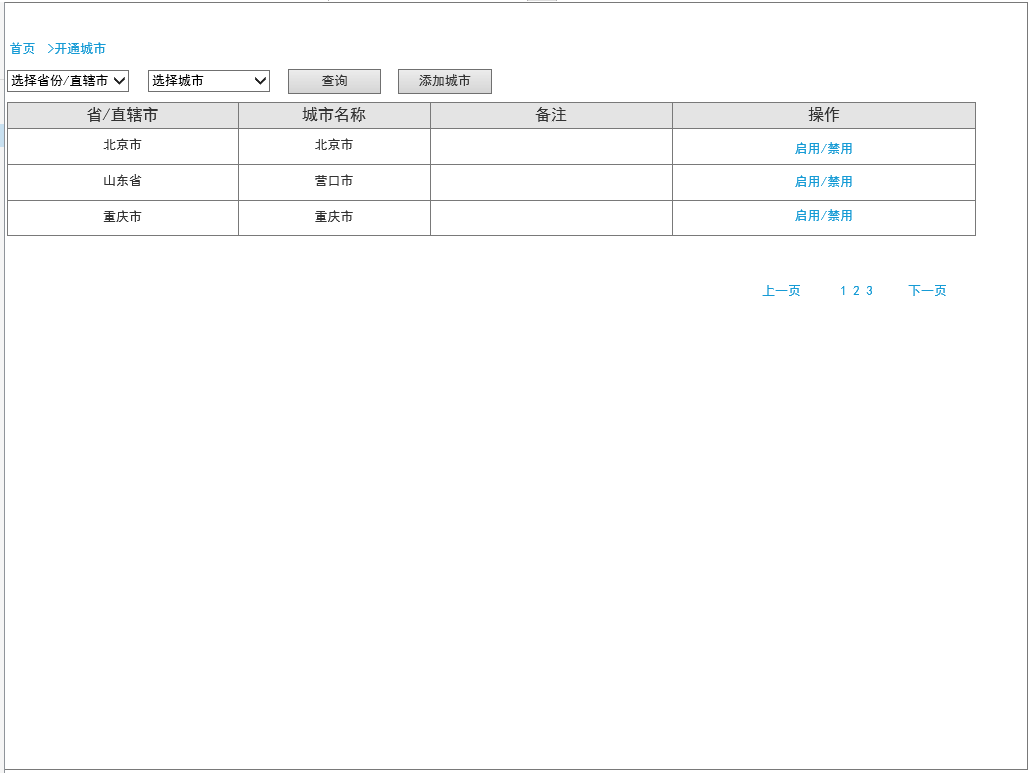 首页 >开通城市
选择省份/直辖市 选择城市 查询 添加城市
省/直辖市 城市名称 备注 操作
北京市 北京市 启用/禁用
山东省 营口市 启用/禁用
重庆市 重庆市 启用/禁用
上一页 1 2 3 下一页